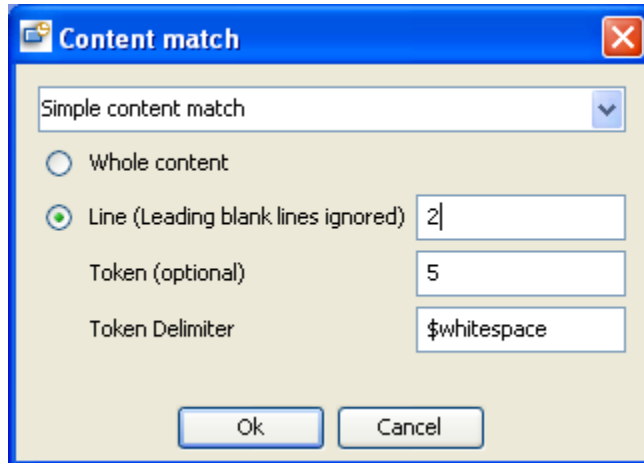 Content match
Simple content match
Whole content
Line (Leading blank lines ignored) 2
Token (optional) 5
Token Delimiter $whitespace
Ok Cancel